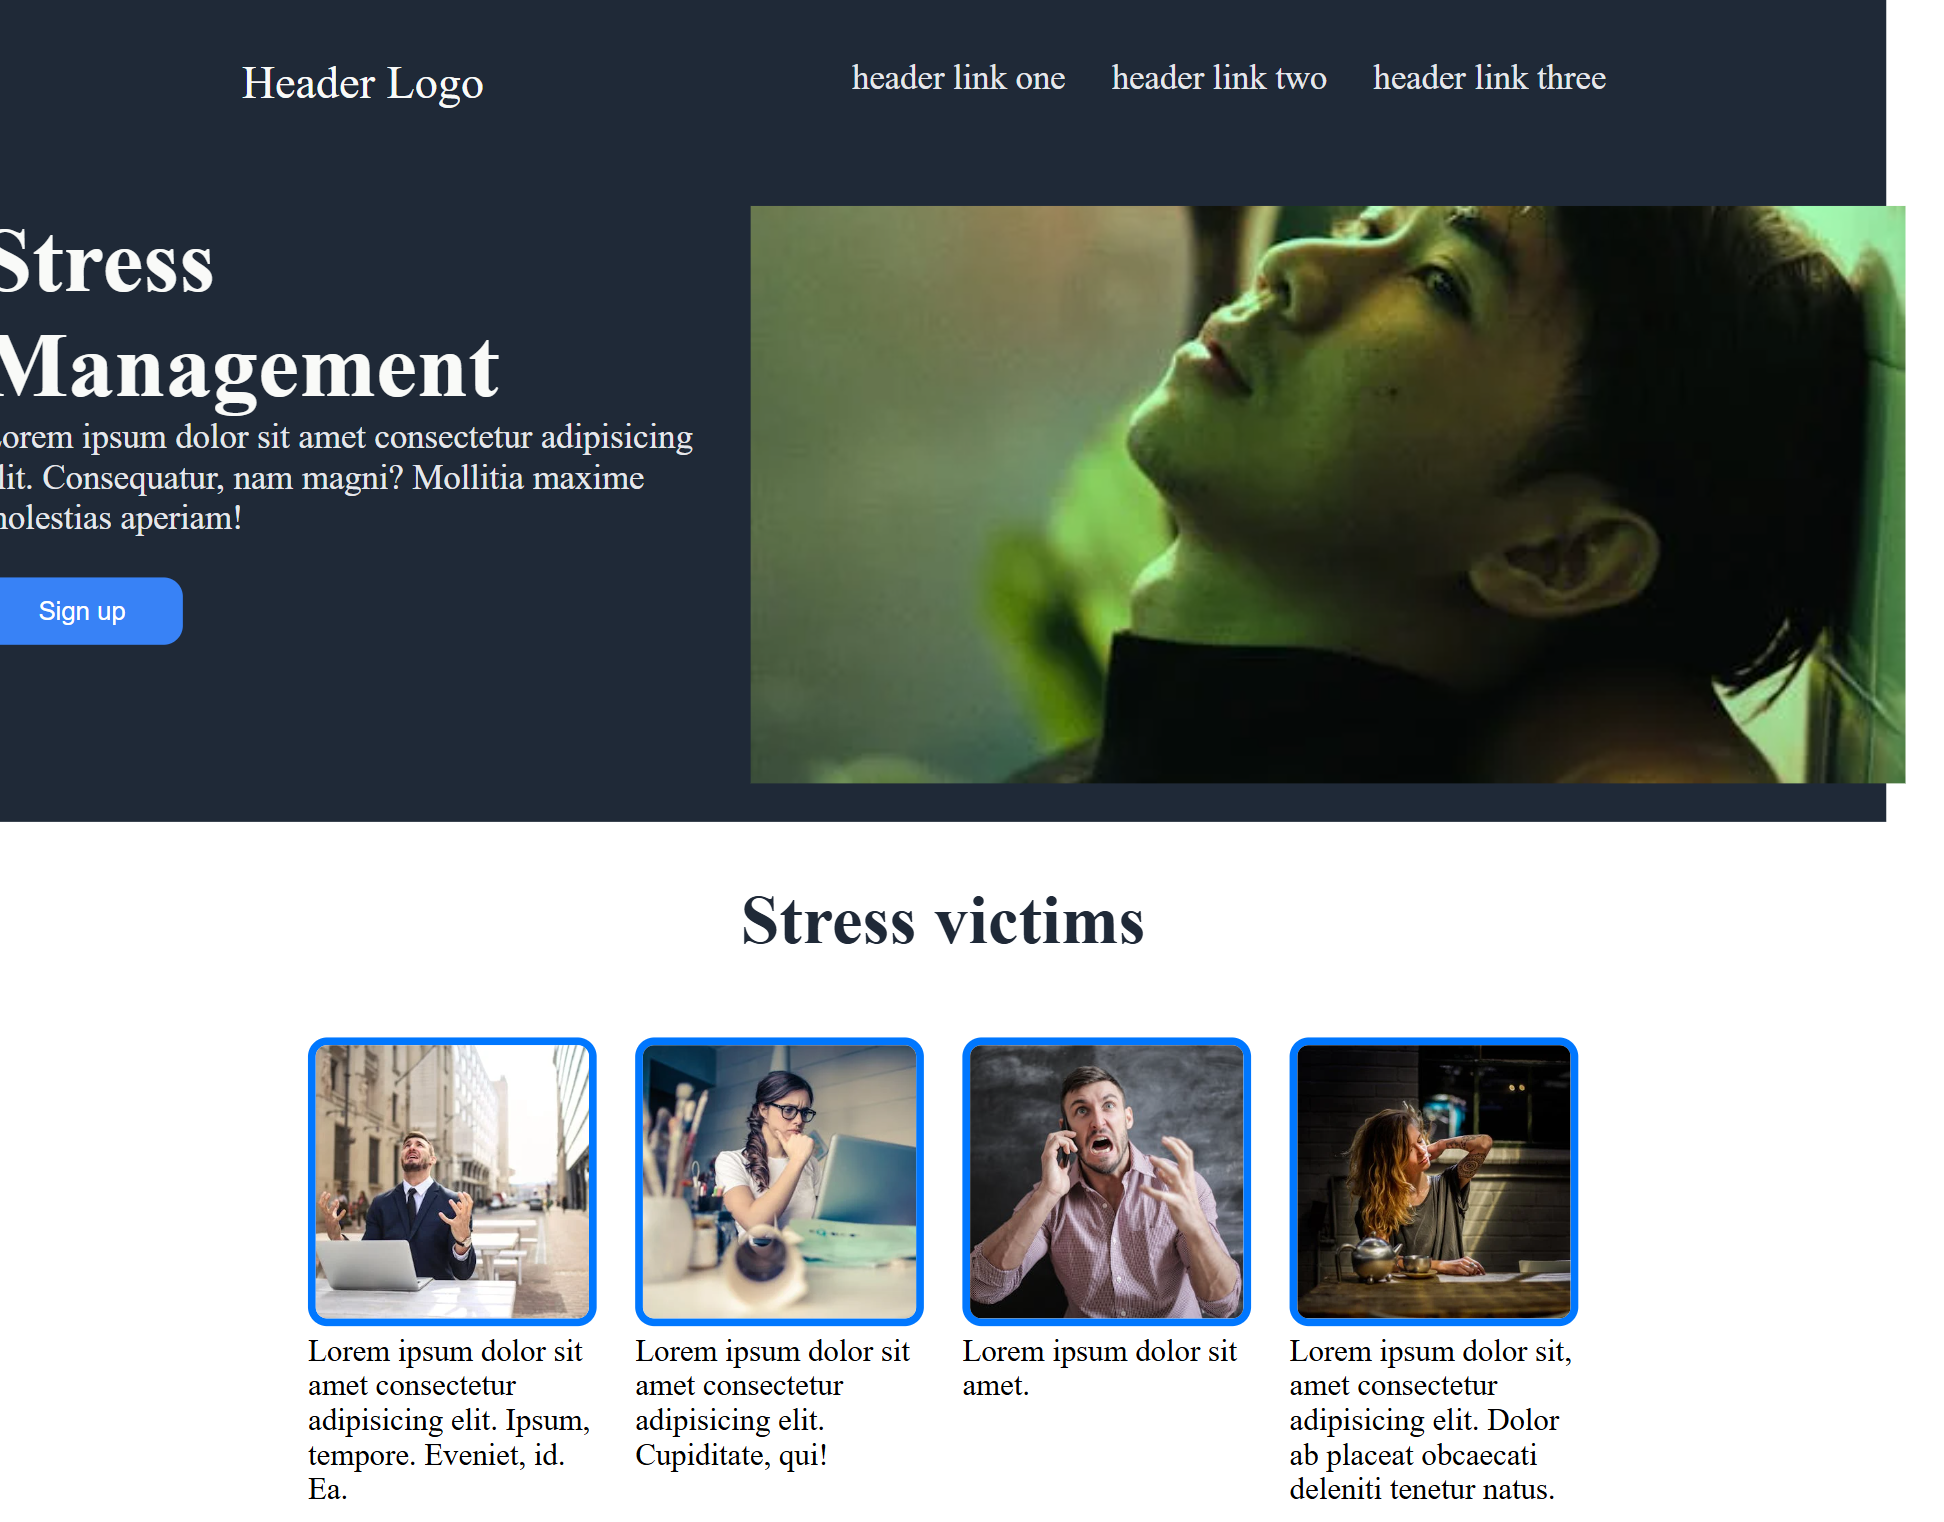 Header Logo
header link one header link two header link three
Stress
Management
orem ipsum dolor sit amet consectetur adipisicing
lit. Consequatur, nam magni? Mollitia maxime
olestias aperiam!
Sign up
Stress victims
Lorem ipsum dolor sit
amet consectetur
adipisicing elit. Ipsum,
tempore. Eveniet, id.
Ea.
Lorem ipsum dolor sit
amet consectetur
adipisicing elit.
Cupiditate, qui!
Lorem ipsum dolor sit
amet.
Lorem ipsum dolor sit,
amet consectetur
adipisicing elit. Dolor
ab placeat obcaecati
deleniti tenetur natus.